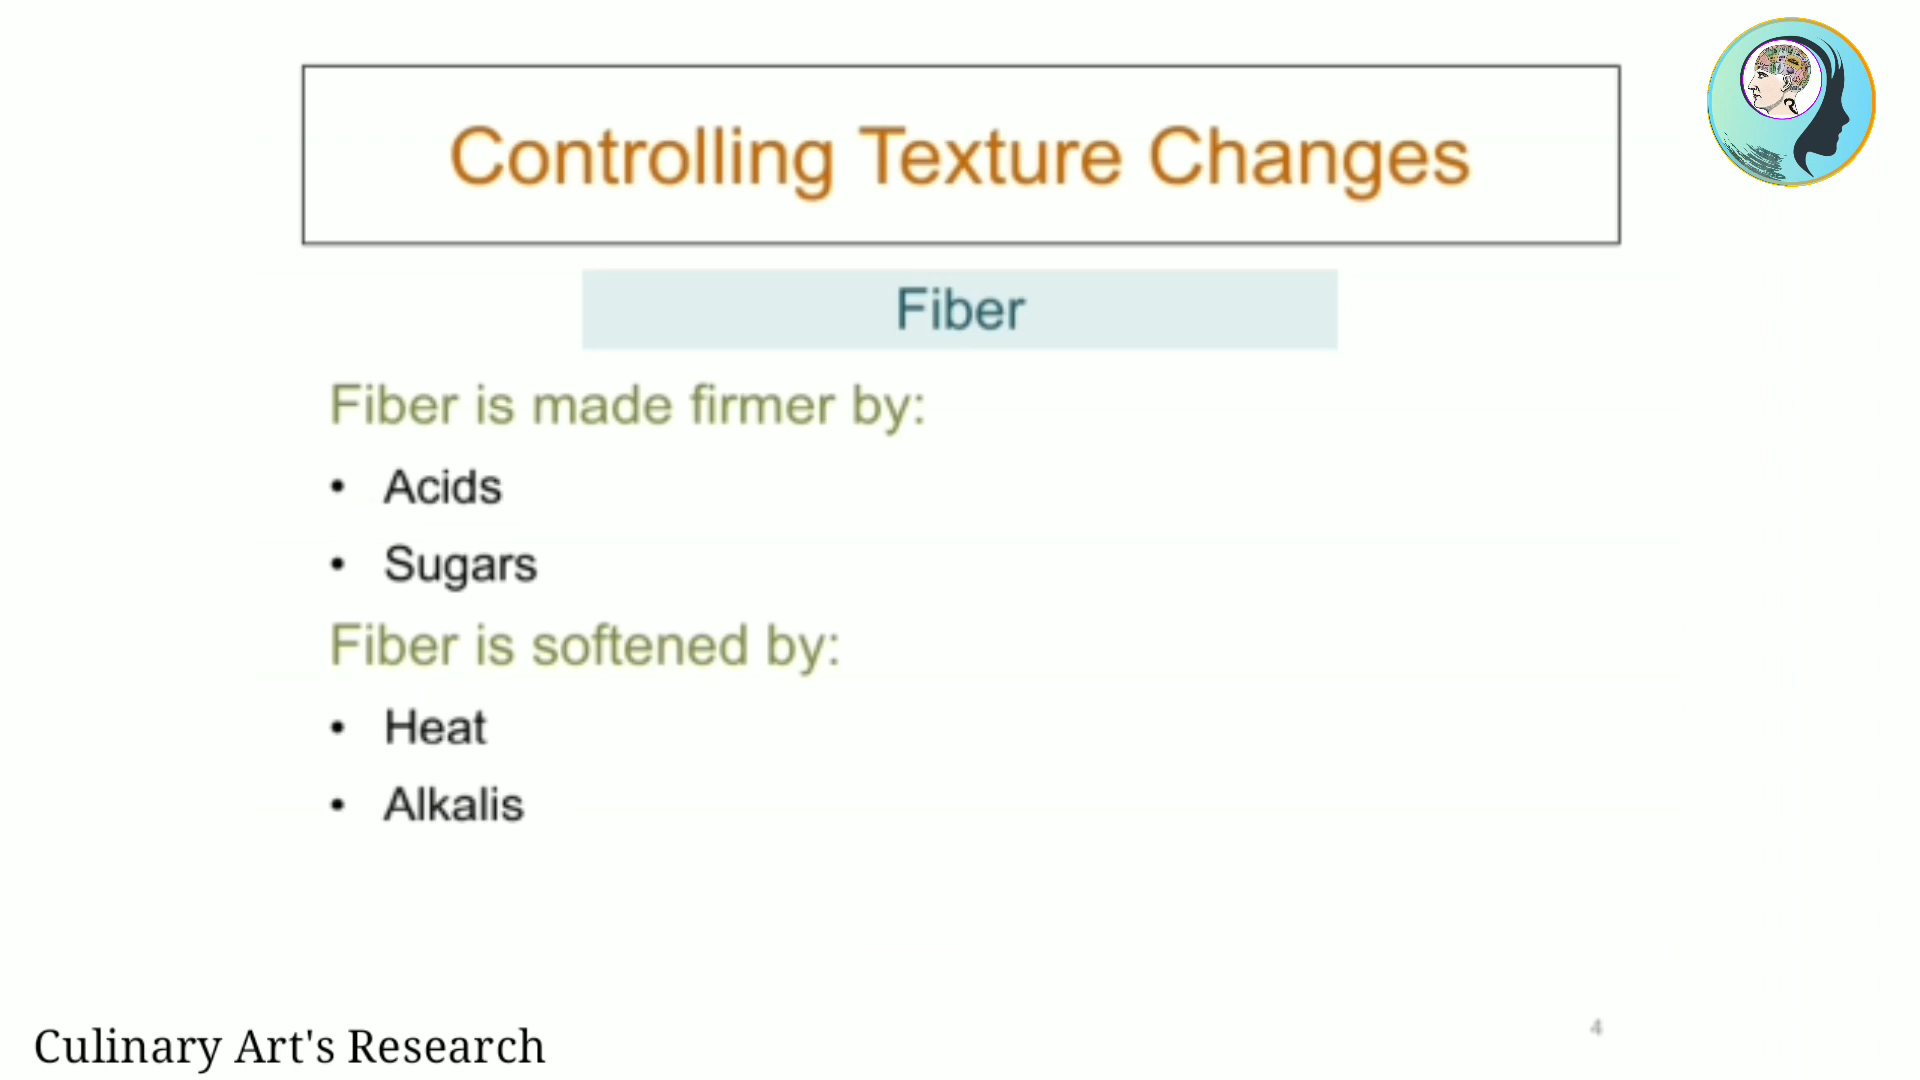 Controlling Texture Changes
Fiber
Fiber is made firmer by:
• Acids
• Sugars
Fiber is softened by:
• Heat
• Alkalis
4
Culinary Art's Research